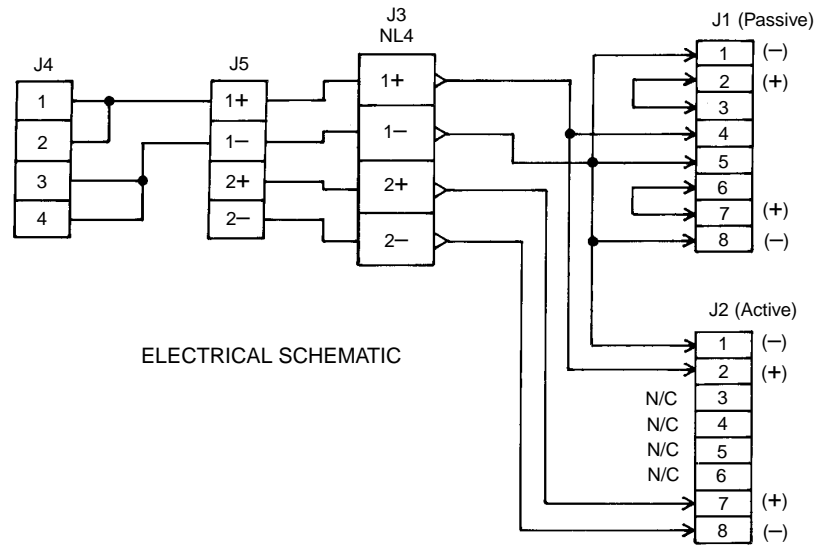 J4
1
2
3
4
J5
1+
1−
2+
2−
J3
NL4
1+
1−
2+
2−
J1 (Passive)
1 (−)
2 (+)
3
4
5
6
7 (+)
8 (−)
J2 (Active)
1 (−)
2 (+)
N/C 3
N/C 4
N/C 5
N/C 6
7 (+)
8 (−)
ELECTRICAL SCHEMATIC